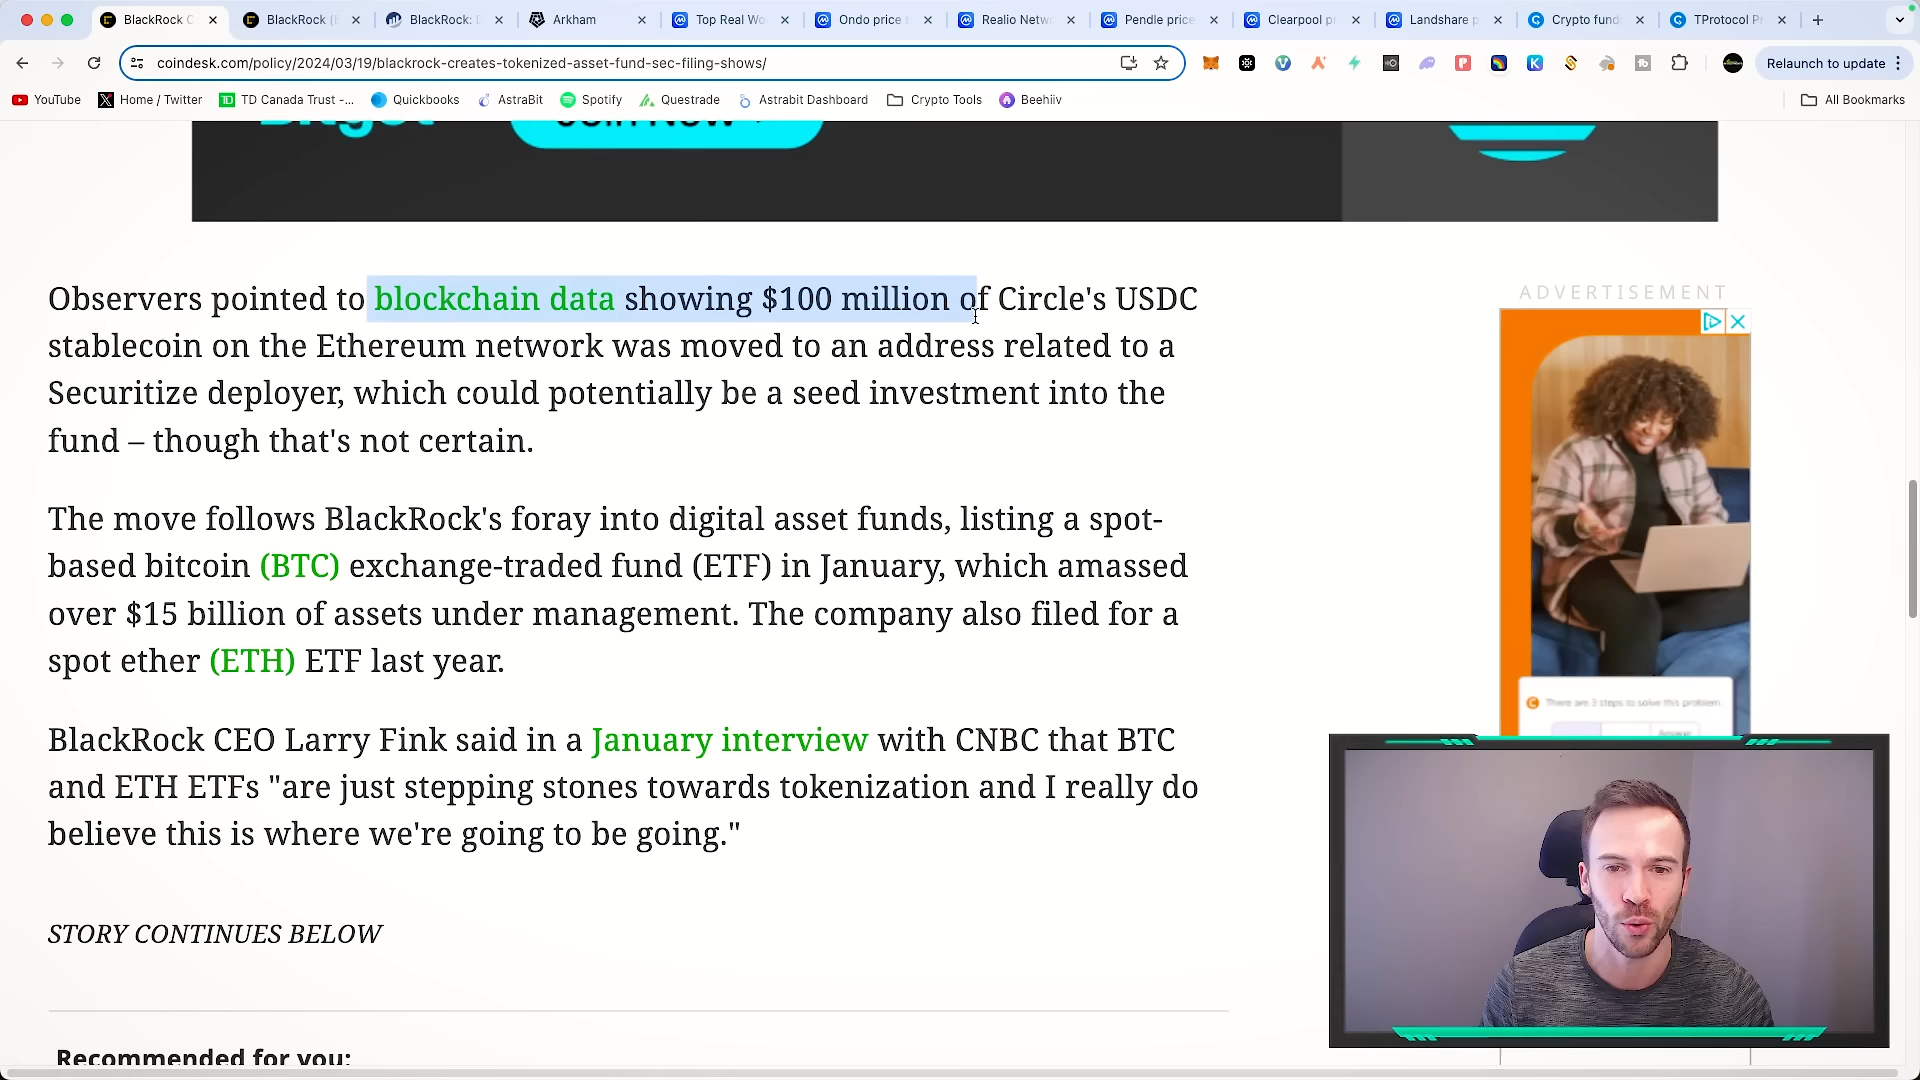 BlackRock C
BlackRock (
BlackRock:
Arkham
Top Real Wo
Ondo price
Realio Netw
Pendle price
Clearpool p
Landshare p
Crypto fund
TProtocol P
coindesk.com/policy/2024/03/19/blackrock-creates-tokenized-asset-fund-sec-filing-shows/
Relaunch to update
YouTube
Home / Twitter
TD Canada Trust -...
Quickbooks
AstraBit
Spotify
Questrade
Astrabit Dashboard
Crypto Tools
Beehiiv
All Bookmarks
Observers pointed to blockchain data showing $100 million of Circle's USDC
stablecoin on the Ethereum network was moved to an address related to a
Securitize deployer, which could potentially be a seed investment into the
fund – though that's not certain.
The move follows BlackRock's foray into digital asset funds, listing a spot-
based bitcoin (BTC) exchange-traded fund (ETF) in January, which amassed
over $15 billion of assets under management. The company also filed for a
spot ether (ETH) ETF last year.
BlackRock CEO Larry Fink said in a January interview with CNBC that BTC
and ETH ETFs "are just stepping stones towards tokenization and I really do
believe this is where we're going to be going."
STORY CONTINUES BELOW
Recommended for you:
ADVERTISEMENT
There are 3 steps to solve this problem.
Answer